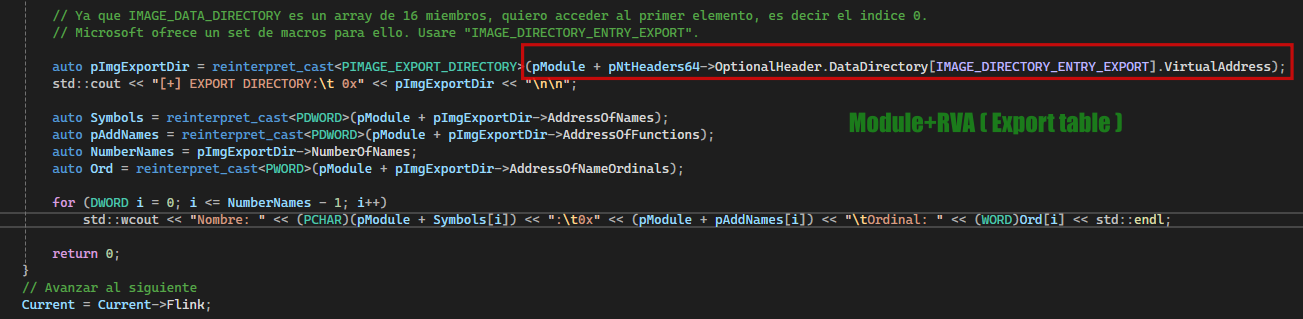 // Ya que IMAGE_DATA_DIRECTORY es un array de 16 miembros, quiero acceder al primer elemento, es decir el indice 0.
// Microsoft ofrece un set de macros para ello. Usare "IMAGE_DIRECTORY_ENTRY_EXPORT".
auto pImgExportDir = reinterpret_cast<PIMAGE_EXPORT_DIRECTORY>(pModule + pNtHeaders64->OptionalHeader.DataDirectory[IMAGE_DIRECTORY_ENTRY_EXPORT].VirtualAddress);
std::cout << "[+] EXPORT DIRECTORY:\t 0x" << pImgExportDir << "\n\n";
auto Symbols = reinterpret_cast<PDWORD>(pModule + pImgExportDir->AddressOfNames);
auto pAddNames = reinterpret_cast<PDWORD>(pModule + pImgExportDir->AddressOfFunctions);
auto NumberNames = pImgExportDir->NumberOfNames;
auto Ord = reinterpret_cast<PWORD>(pModule + pImgExportDir->AddressOfNameOrdinals);
Module+RVA ( Export table )
for (DWORD i = 0; i <= NumberNames - 1; i++)
std::wcout << "Nombre: " << (PCHAR)(pModule + Symbols[i]) << ":\t0x" << (pModule + pAddNames[i]) << "\tOrdinal: " << (WORD)Ord[i] << std::endl;
return 0;
}
// Avanzar al siguiente
Current = Current->Flink;